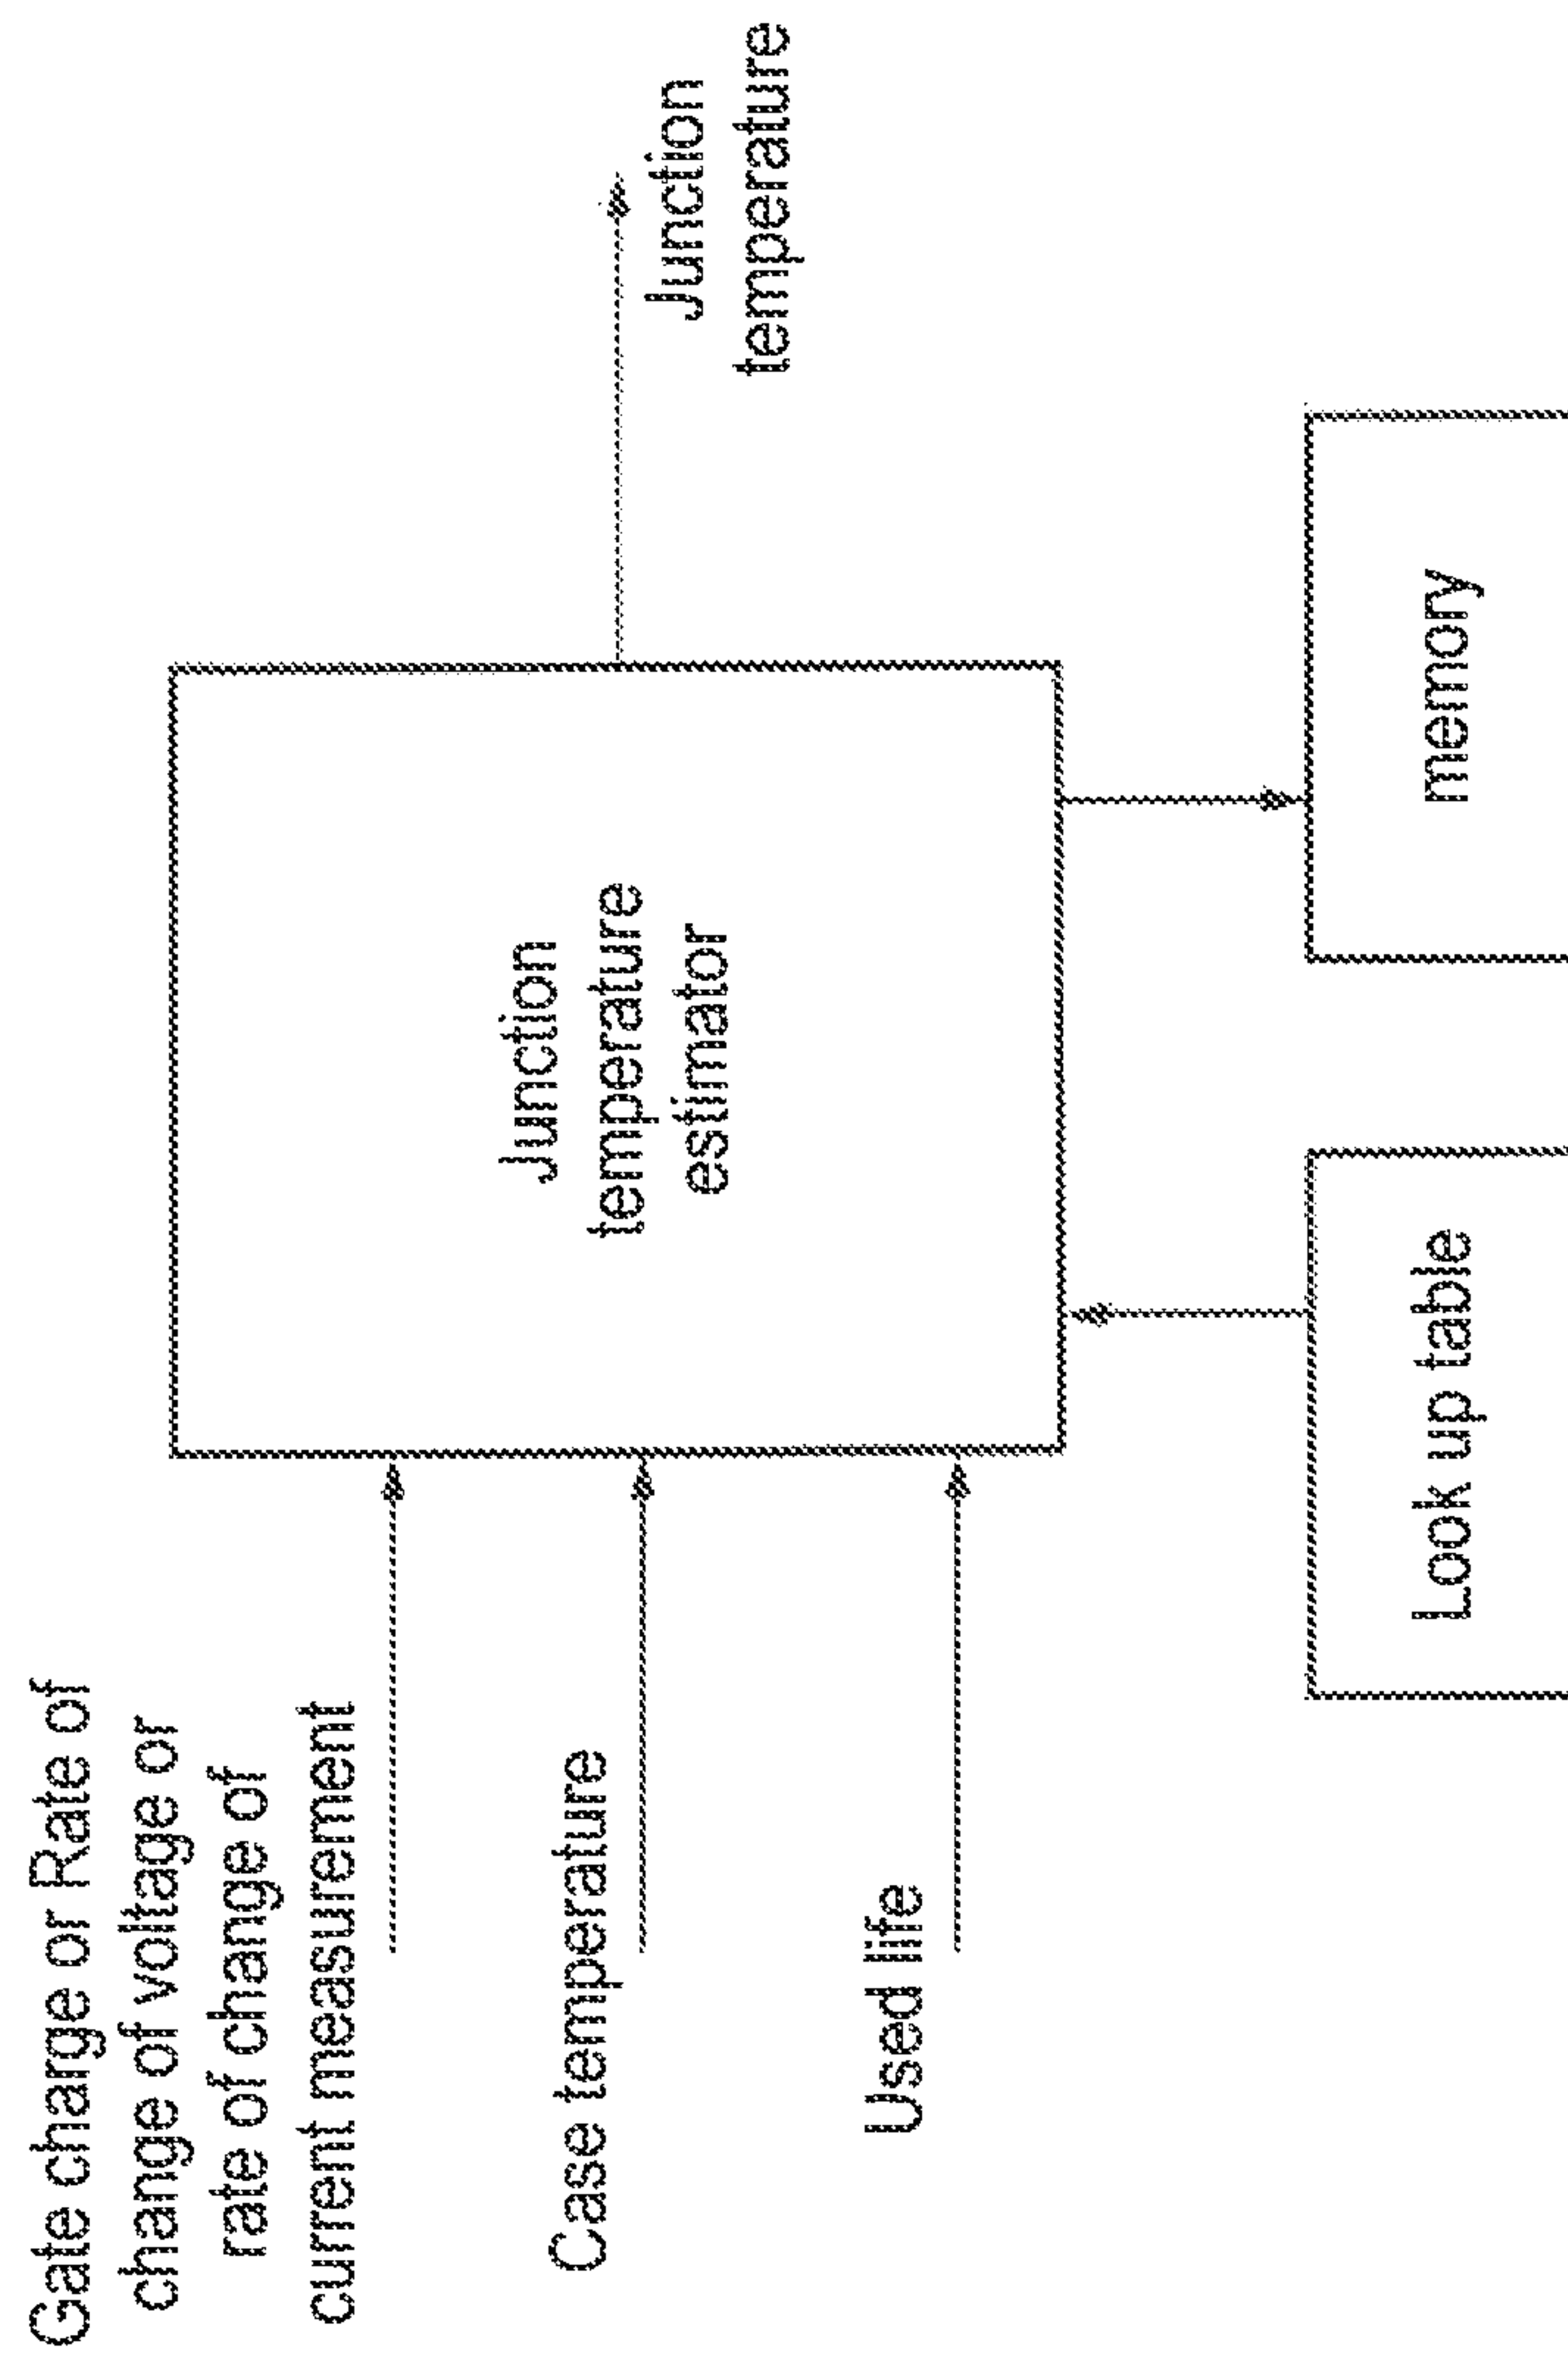 Gate charge or Rate of
change of voltage or
rate of change of
current measurement
Case temperature
Used life
Junction
temperature
estimator
Junction
temperature
Look up table
memory